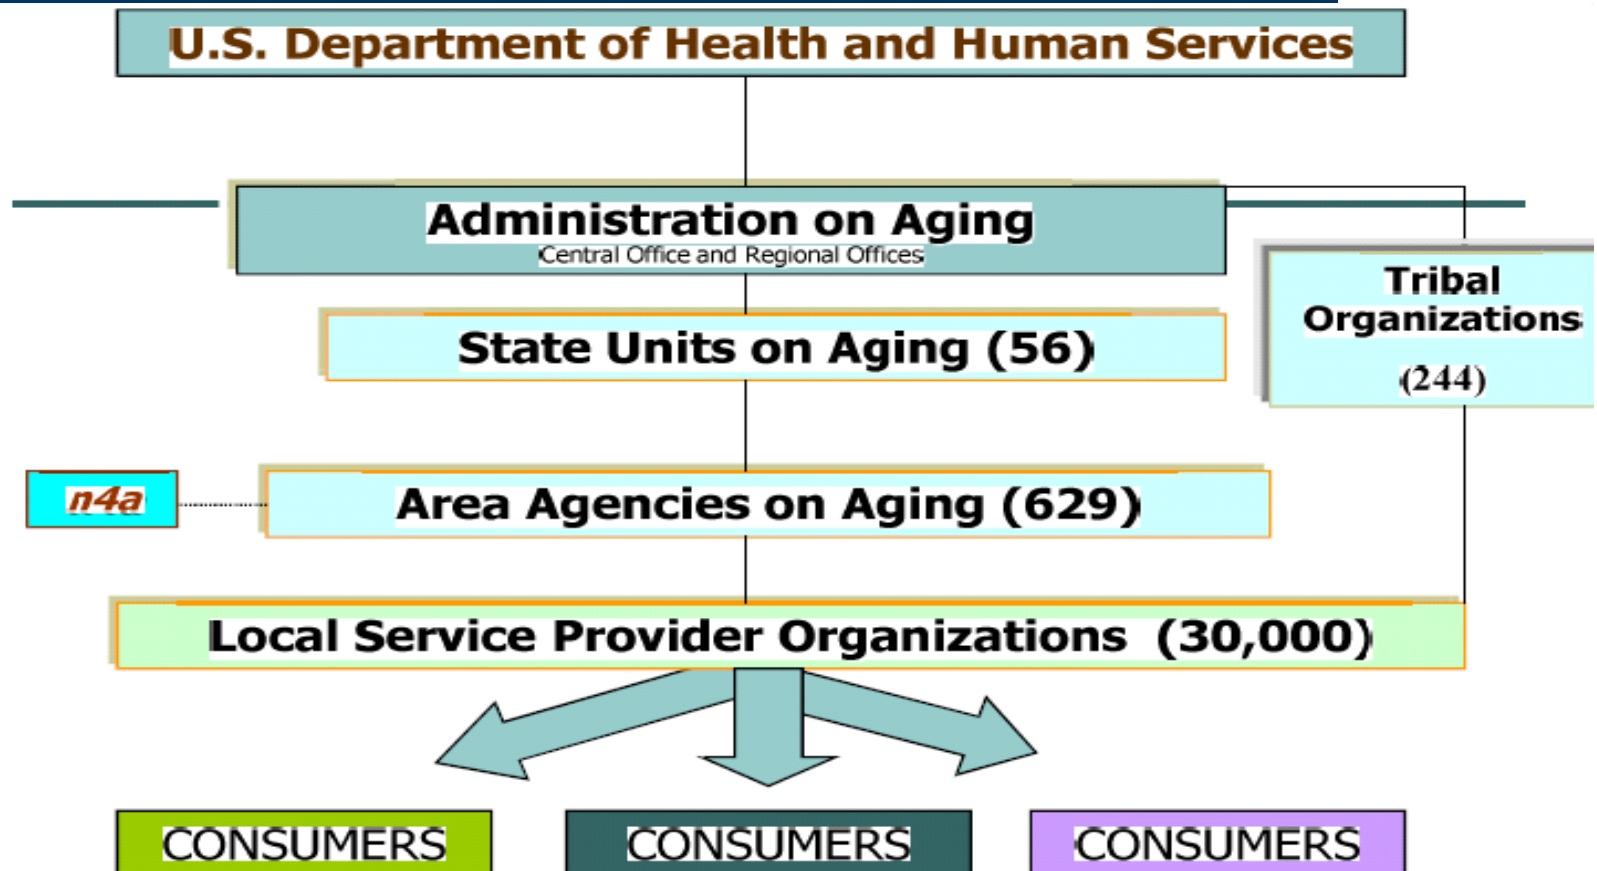 U.S. Department of Health and Human Services
Administration on Aging
Central Office and Regional Offices
Tribal
Organizations
(244)
State Units on Aging (56)
n4a
Area Agencies on Aging (629)
Local Service Provider Organizations (30,000)
CONSUMERS
CONSUMERS
CONSUMERS